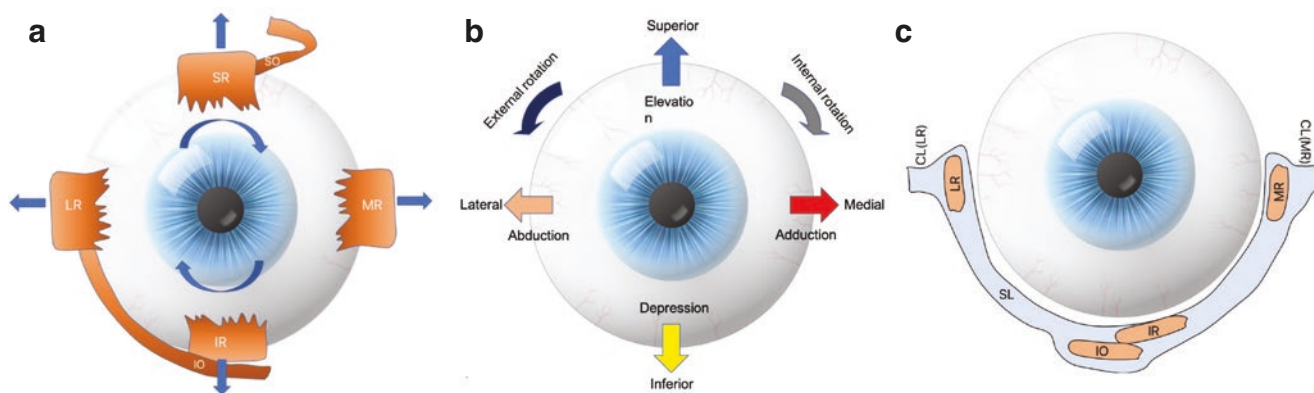 a
SO
SR
LR
MR
IR
IO
b
Superior
External rotation
Internal rotation
Elevatio
n
Lateral
Medial
Abduction
Adduction
Depression
Inferior
c
CL(LR)
CL(MR)
LR
MR
SL
IR
IO